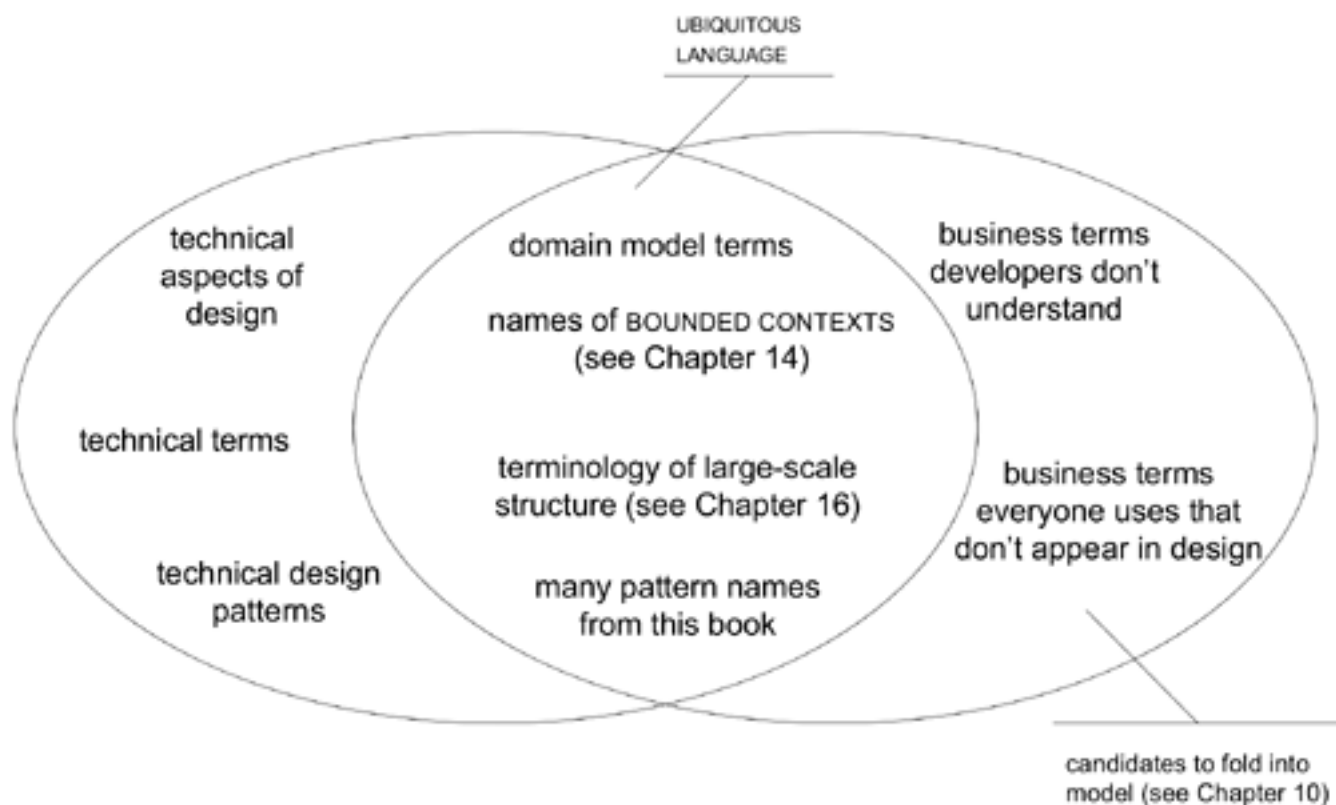 UBIQUITOUS
LANGUAGE
technical
aspects of
design
technical terms
technical design
patterns
domain model terms
names of BOUNDED CONTEXTS
(see Chapter 14)
terminology of large-scale
structure (see Chapter 16)
many pattern names
from this book
business terms
developers don't
understand
business terms
everyone uses that
don't appear in design
candidates to fold into
model (see Chapter 10)